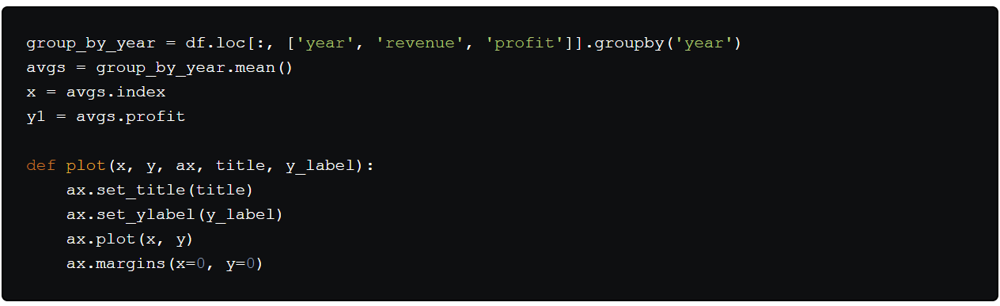 group_by_year = df.loc[:, ['year', 'revenue', 'profit']].groupby('year')
avgs = group_by_year.mean()
x = avgs.index
y1 = avgs.profit

def plot(x, y, ax, title, y_label):
    ax.set_title(title)
    ax.set_ylabel(y_label)
    ax.plot(x, y)
    ax.margins(x=0, y=0)